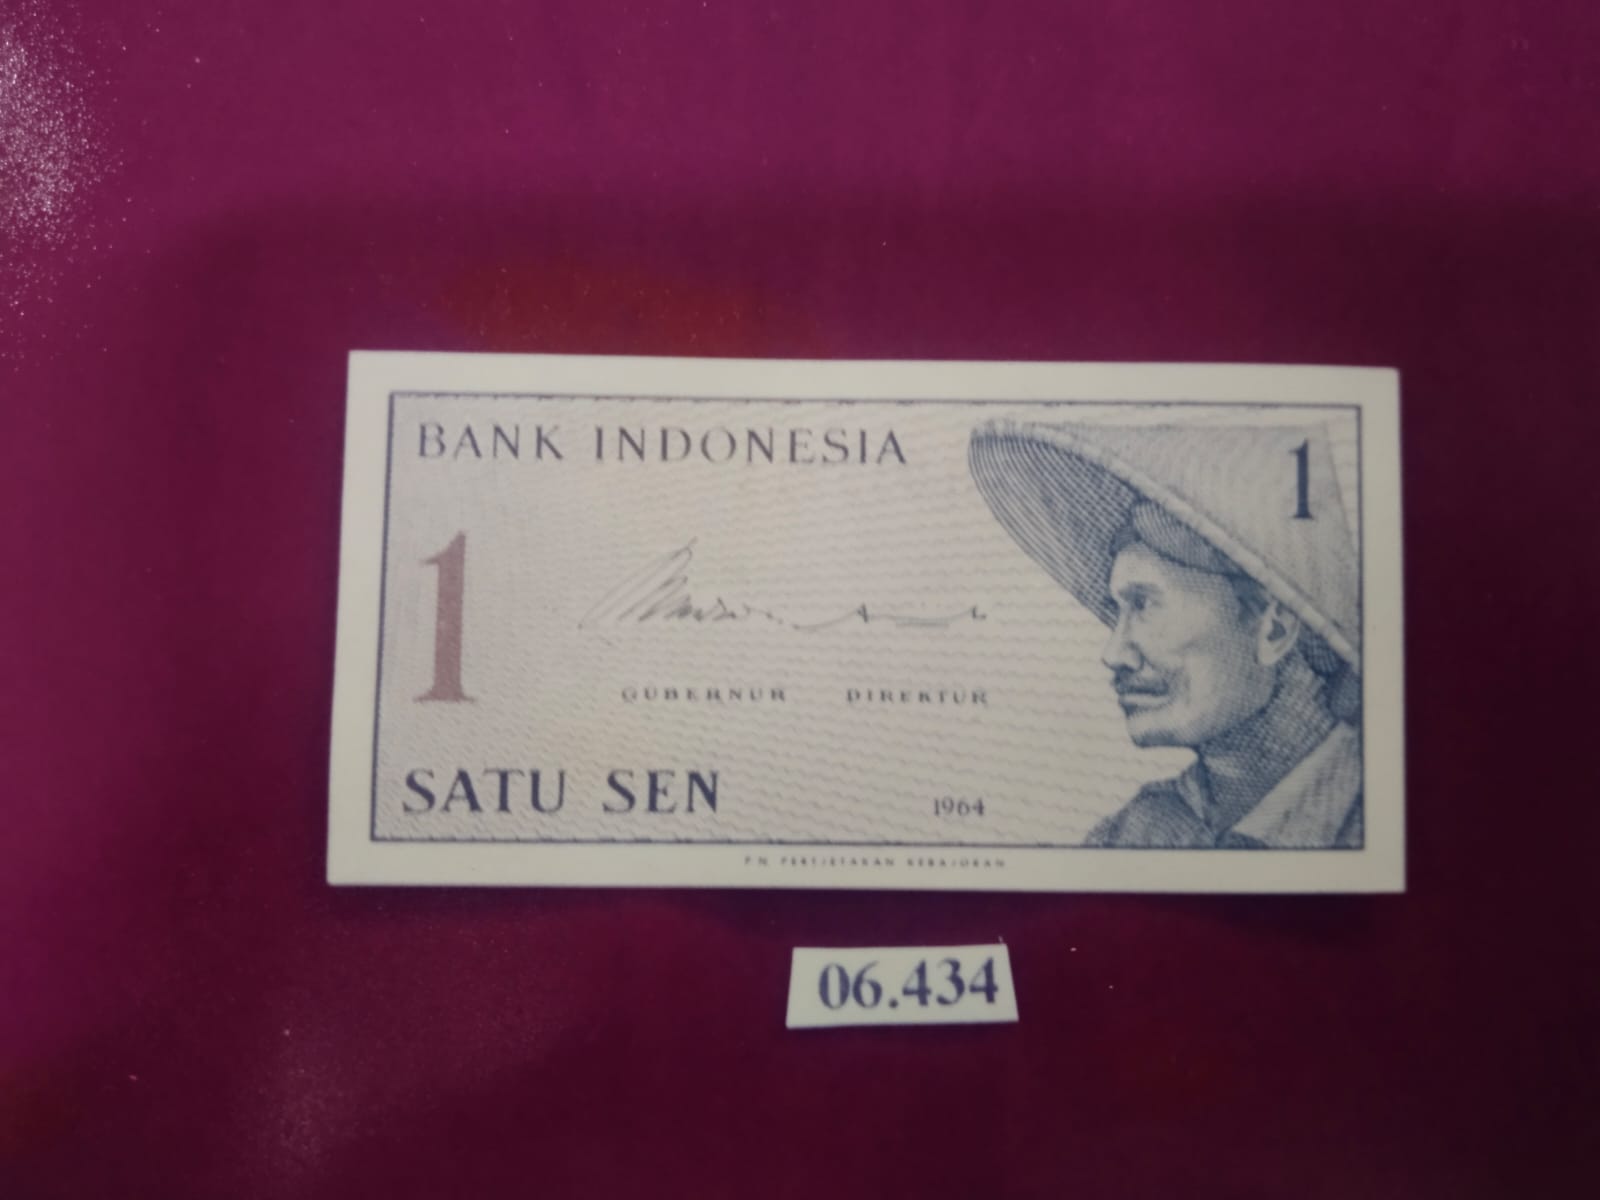 BANK INDONESIA
1
1
GUBERNUR DIREKTUR
SATU SEN
1964
P.N. PERTJETAKAN KEBAJORAN
06.434